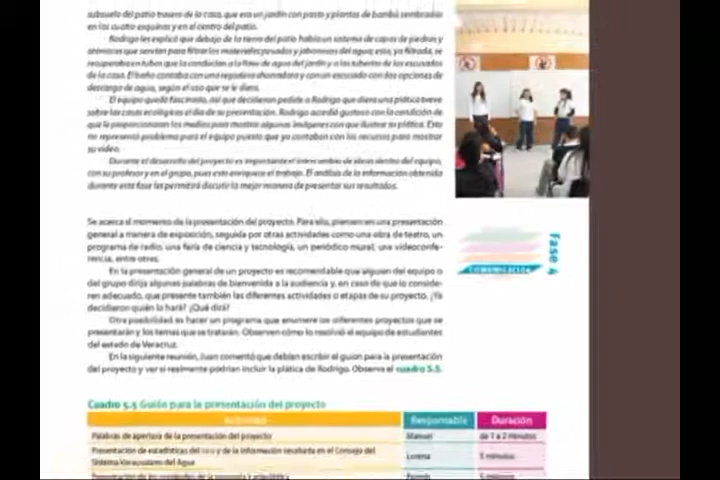 subsuelo del patio trasero de la casa, que era un jardín con pasto y plantas de bambú sembradas
en las cuatro esquinas y en el centro del patio.
Rodrigo les explicó que debajo de la tierra del patio había un sistema de capas de piedras y
arenas que servían para filtrar los materiales pesados y jabonosos del agua; esta, ya filtrada, se
recuperaba en tubos que la conducían a la llave de agua del jardín y a las tuberías de los escusados
de la casa. El baño contaba con una regadera ahorradora y con un escusado con dos opciones de
descarga de agua, según el uso que se le diera.
El equipo quedó fascinado, así que decidieron pedirle a Rodrigo que diera una plática breve
sobre las casas ecológicas el día de su presentación. Rodrigo accedió gustoso con la condición de
que le proporcionaran los medios para mostrar algunas imágenes con que ilustrar su plática. Esto
no representó problema para el equipo puesto que ya contaban con los recursos para mostrar
su video.
Durante el desarrollo del proyecto es importante el intercambio de ideas dentro del equipo,
con su profesor y en el grupo, pues esto enriquece el trabajo. El análisis de la información obtenida
durante esta fase les permitirá discutir la mejor manera de presentar sus resultados.
Se acerca el momento de la presentación del proyecto. Para ello, piensen en una presentación
general a manera de exposición, seguida por otras actividades como una obra de teatro, un
programa de radio, una feria de ciencia y tecnología, un periódico mural, una videoconfe-
rencia, entre otras.
En la presentación general de un proyecto es recomendable que alguien del equipo o
del grupo dirija algunas palabras de bienvenida a la audiencia y, en caso de que lo conside-
ren adecuado, que presente también las diferentes actividades o etapas de su proyecto. ¿Ya
decidieron quién lo hará? ¿Qué dirá?
Otra posibilidad es hacer un programa que enumere los diferentes proyectos que se
presentarán y los temas que se tratarán. Observen cómo lo resolvió el equipo de estudiantes
del estado de Veracruz.
En la siguiente reunión, Juan comentó que debían escribir el guion para la presentación
del proyecto y ver si realmente podrían incluir la plática de Rodrigo. Observa el cuadro 5.5.
Fase 4
COMUNICACIÓN
Cuadro 5.5 Guión para la presentación del proyecto
Actividad Responsable Duración
Palabras de apertura de la presentación del proyecto Manuel de 1 a 2 minutos
Presentación de estadísticas del y de la información recabada en el Consejo del
Sistema Veracruzano del Agua Lorena 5 minutos